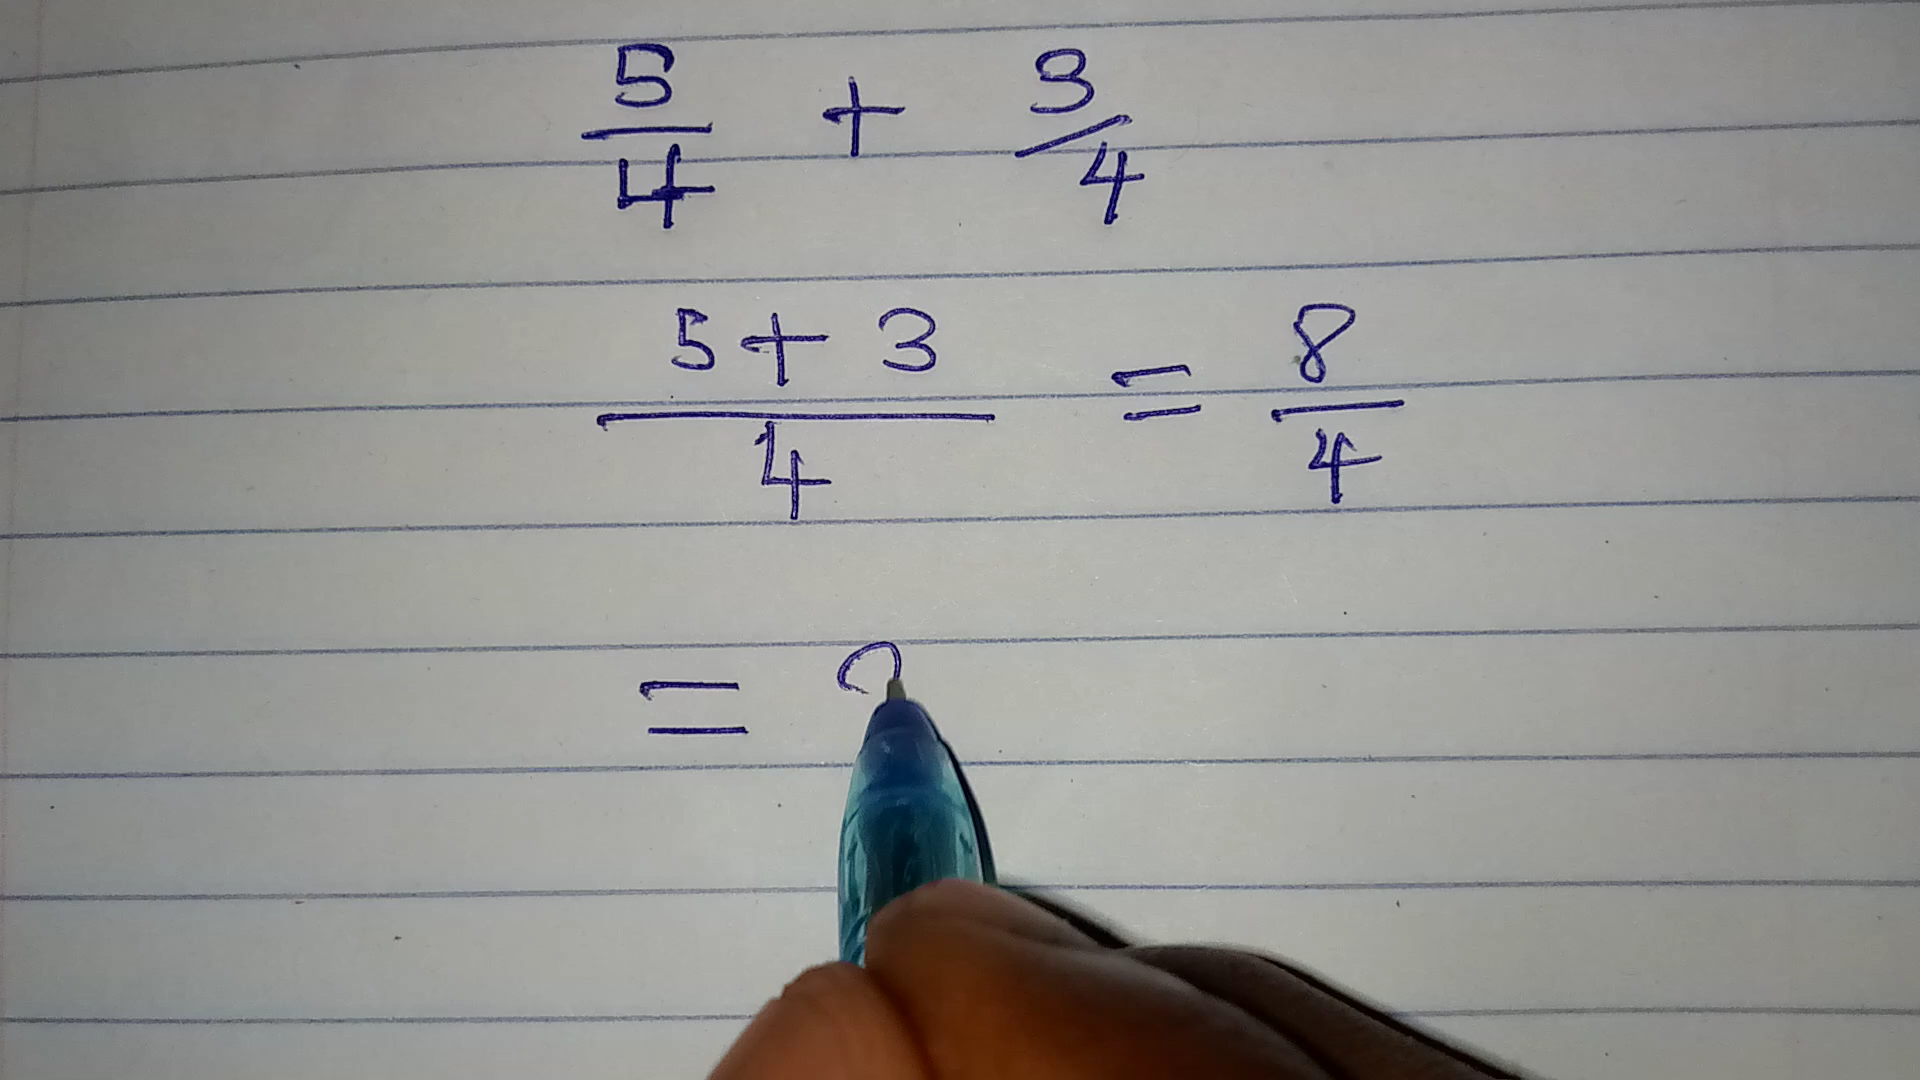 5/4 + 3/4
5 + 3/4 = 8/4
=